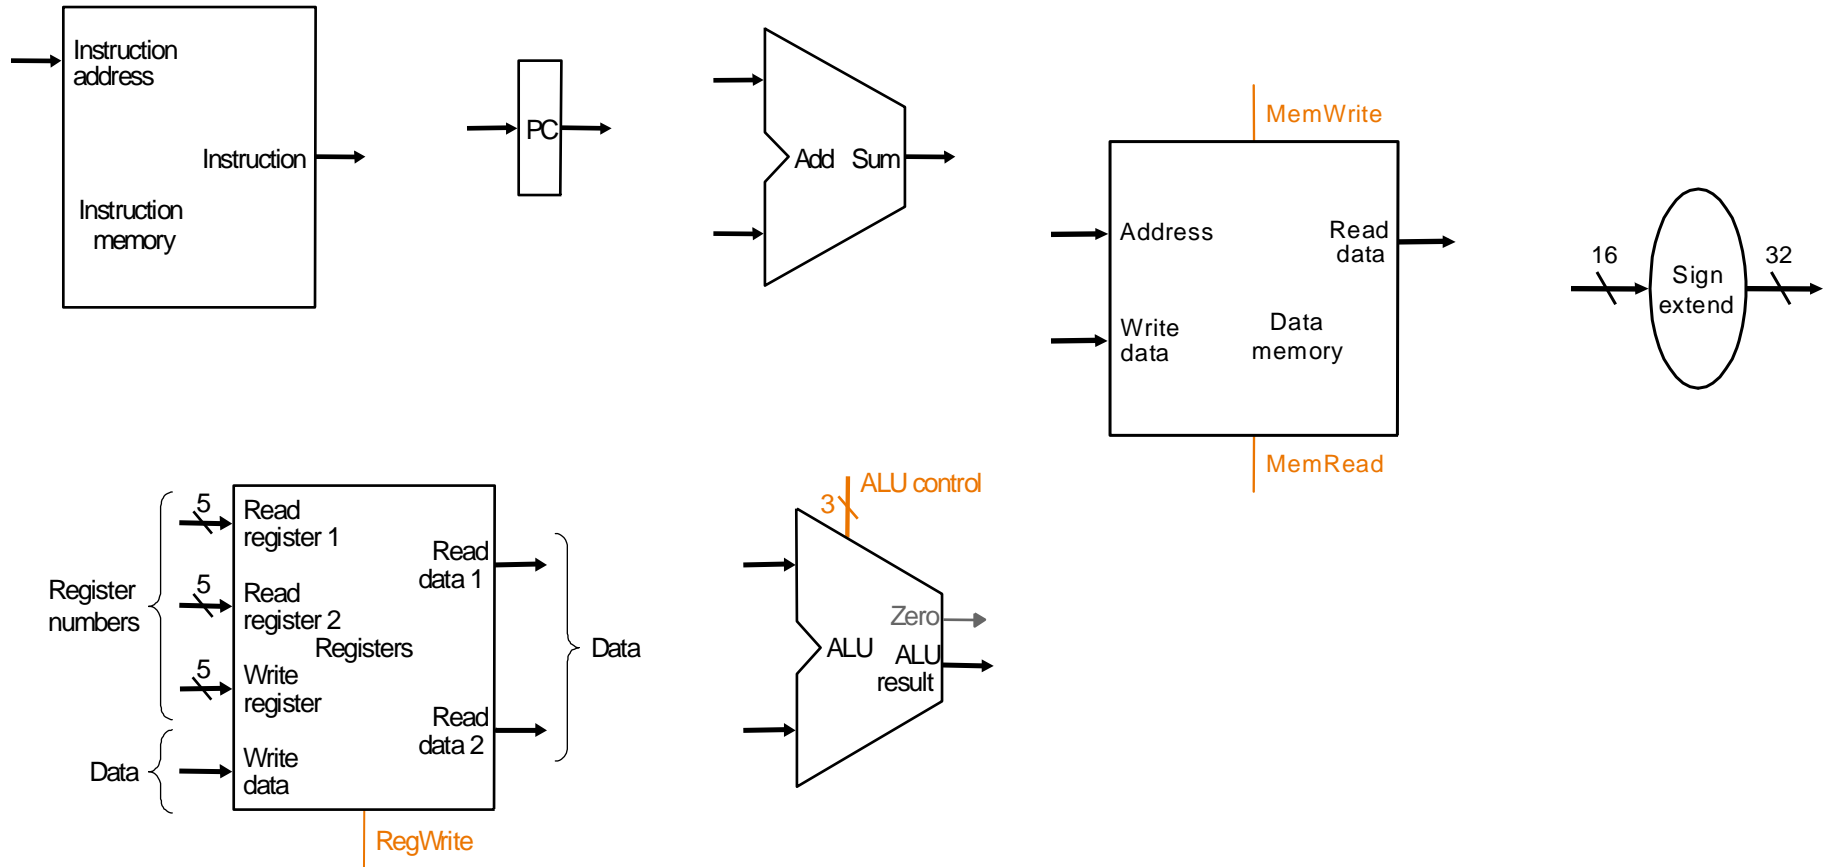 Instruction
address
Instruction
Instruction
memory
PC
Add Sum
MemWrite
Address
Read
data
Write
data
Data
memory
MemRead
16
Sign
extend
32
Register
numbers
Data
5
Read
register 1
5
Read
register 2
Registers
5
Write
register
Write
data
Read
data 1
Read
data 2
Data
RegWrite
ALU control
3
Zero
ALU
ALU
result